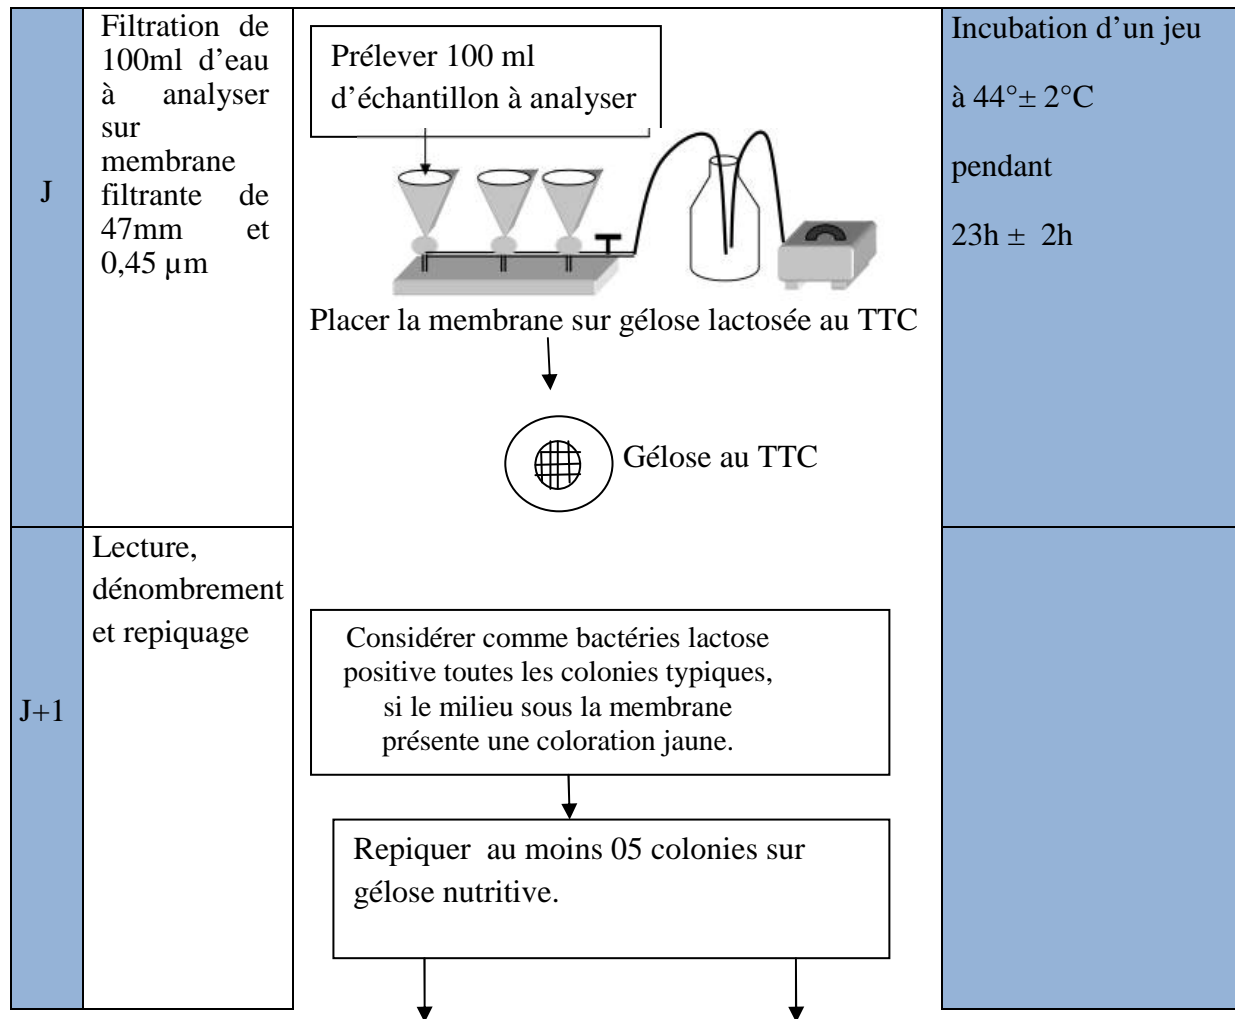 J
Filtration de
100ml d’eau
à analyser
sur
membrane
filtrante de
47mm et
0,45 µm
Prélever 100 ml
d’échantillon à analyser
Placer la membrane sur gélose lactosée au TTC
Gélose au TTC
Incubation d’un jeu
à 44°± 2°C
pendant
23h ± 2h
J+1
Lecture,
dénombrement
et repiquage
Considérer comme bactéries lactose
positive toutes les colonies typiques,
si le milieu sous la membrane
présente une coloration jaune.
Repiquer au moins 05 colonies sur
gélose nutritive.